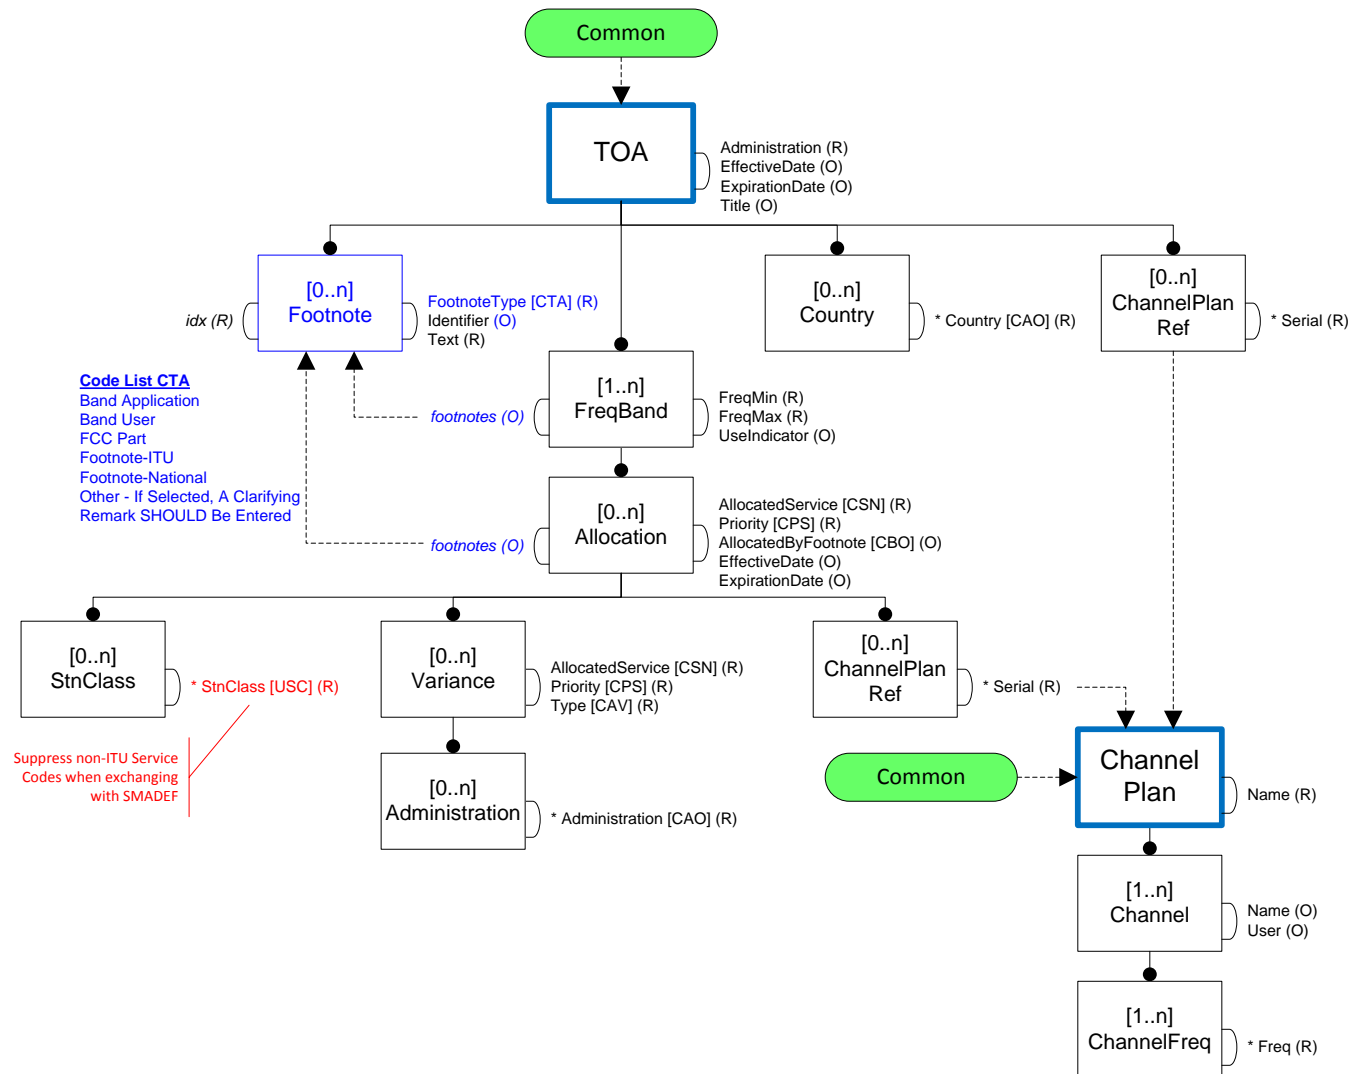 Common
TOA
Administration (R)
EffectiveDate (O)
ExpirationDate (O)
Title (O)
[0..n]
Footnote
idx (R)
FootnoteType [CTA] (R)
Identifier (O)
Text (R)
[0..n]
Country
* Country [CAO] (R)
[0..n]
ChannelPlan
Ref
* Serial (R)
Code List CTA
Band Application
Band User
FCC Part
Footnote-ITU
Footnote-National
Other - If Selected, A Clarifying
Remark SHOULD Be Entered
footnotes (O)
[1..n]
FreqBand
FreqMin (R)
FreqMax (R)
UseIndicator (O)
footnotes (O)
[0..n]
Allocation
AllocatedService [CSN] (R)
Priority [CPS] (R)
AllocatedByFootnote [CBO] (O)
EffectiveDate (O)
ExpirationDate (O)
[0..n]
StnClass
* StnClass [USC] (R)
[0..n]
Variance
AllocatedService [CSN] (R)
Priority [CPS] (R)
Type [CAV] (R)
[0..n]
ChannelPlan
Ref
* Serial (R)
Suppress non-ITU Service
Codes when exchanging
with SMADEF
[0..n]
Administration
* Administration [CAO] (R)
Common
Channel
Plan
Name (R)
[1..n]
Channel
Name (O)
User (O)
[1..n]
ChannelFreq
* Freq (R)